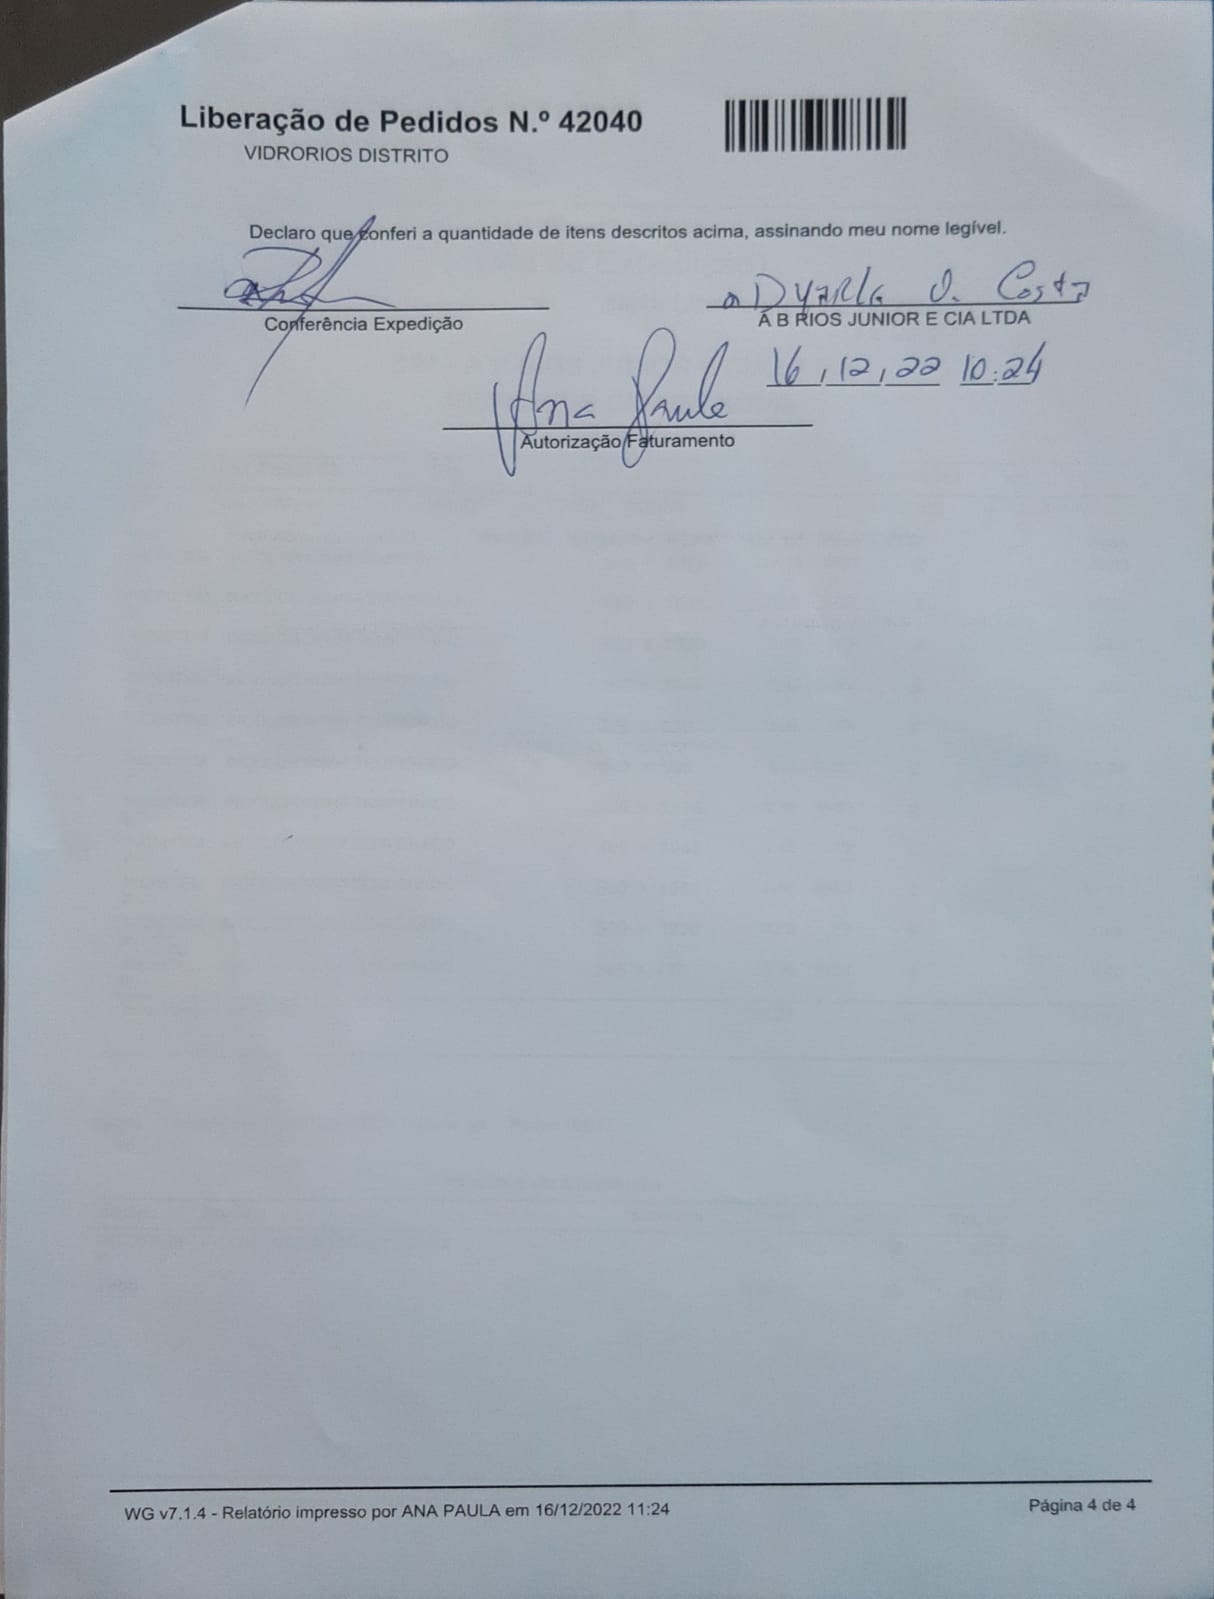 Liberação de Pedidos N.º 42040
VIDRORIOS DISTRITO
Declaro que conferi a quantidade de itens descritos acima, assinando meu nome legível.
O. Costa
Conferência Expedição
A B RIOS JUNIOR E CIA LTDA
16, 12, 22 10:24
Ana Paula
Autorização Faturamento
WG v7.1.4 - Relatório impresso por ANA PAULA em 16/12/2022 11:24
Página 4 de 4